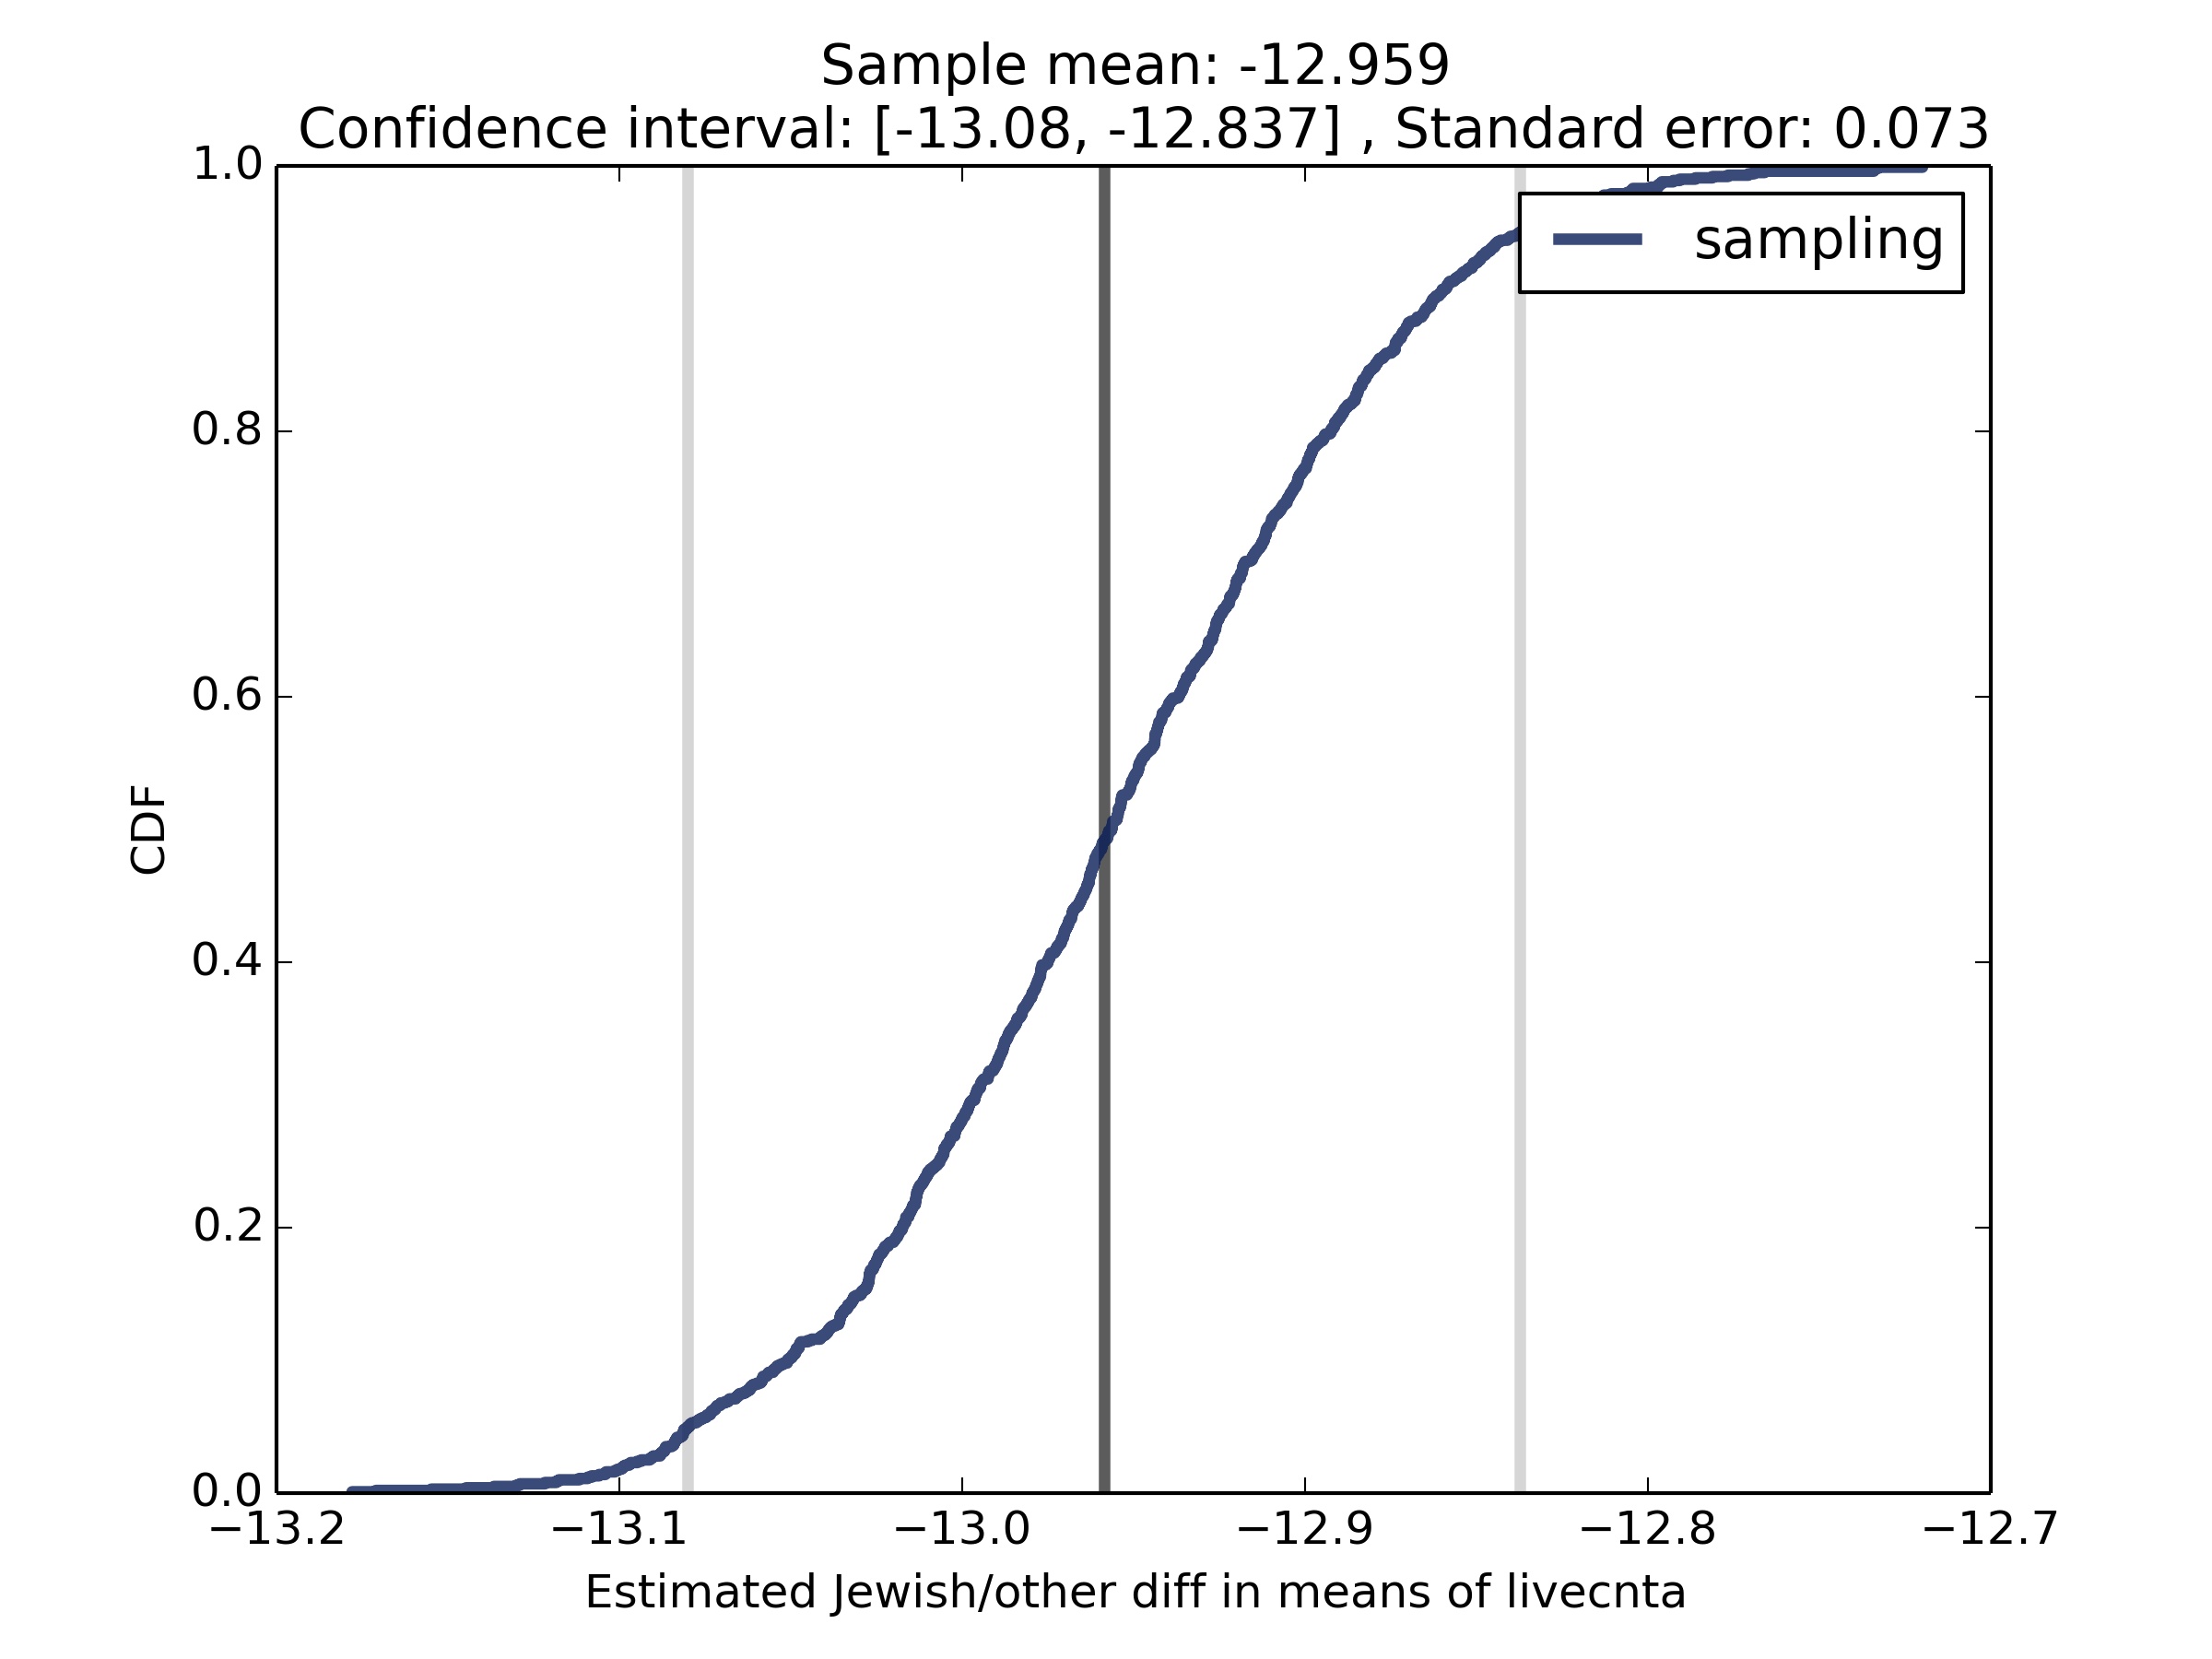 Sample mean: -12.959
Confidence interval: [-13.08, -12.837] , Standard error: 0.073
1.0
sampling
0.8
0.6
CDF
0.4
0.2
0.0
−13.2 −13.1 −13.0 −12.9 −12.8 −12.7
Estimated Jewish/other diff in means of livecnta